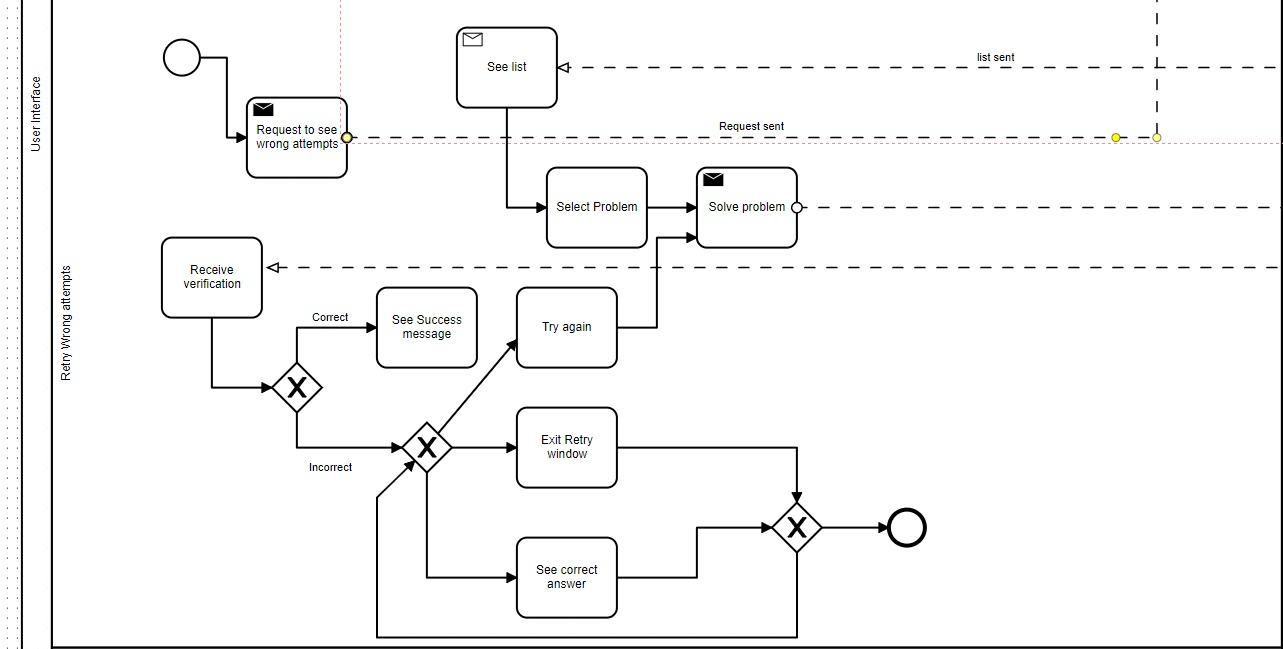 User Interface
Retry Wrong attempts
See list
list sent
Request to see
wrong attempts
Request sent
Select Problem
Solve problem
Receive
verification
Correct
See Success
message
Try again
X
Incorrect
X
Exit Retry
window
X
See correct
answer